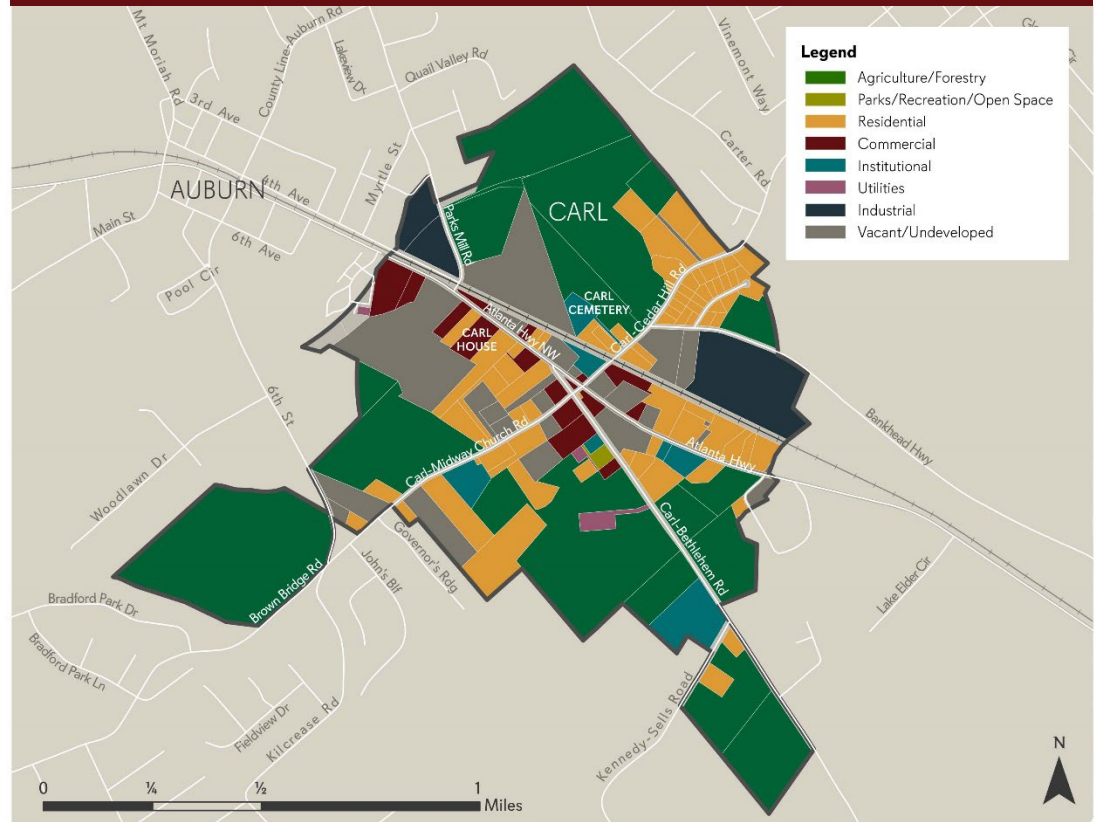 Mt Moriah Rd
County Line-Auburn Rd
Lakeview Dr
Quail Valley Rd
3rd Ave
Myrtle St
4th Ave
AUBURN
Main St
6th Ave
Pool Cir
Parks Mill Rd
Vinemont Way
Carter Rd
CARL
Legend
Agriculture/Forestry
Parks/Recreation/Open Space
Residential
Commercial
Institutional
Utilities
Industrial
Vacant/Undeveloped
CARL
CEMETERY
Carl-Cedar Hill Rd
Atlanta Hwy NW
CARL
HOUSE
6th St
Bankhead Hwy
Atlanta Hwy
Carl-Midway Church Rd
Woodlawn Dr
Carl-Bethlehem Rd
Governor's Rdg
John's Blf
Brown Bridge Rd
Bradford Park Dr
Bradford Park Ln
Lake Elder Cir
Fieldview Dr
Kilcrease Rd
Kennedy-Sells Road
N
0 ¼ ½ 1
Miles